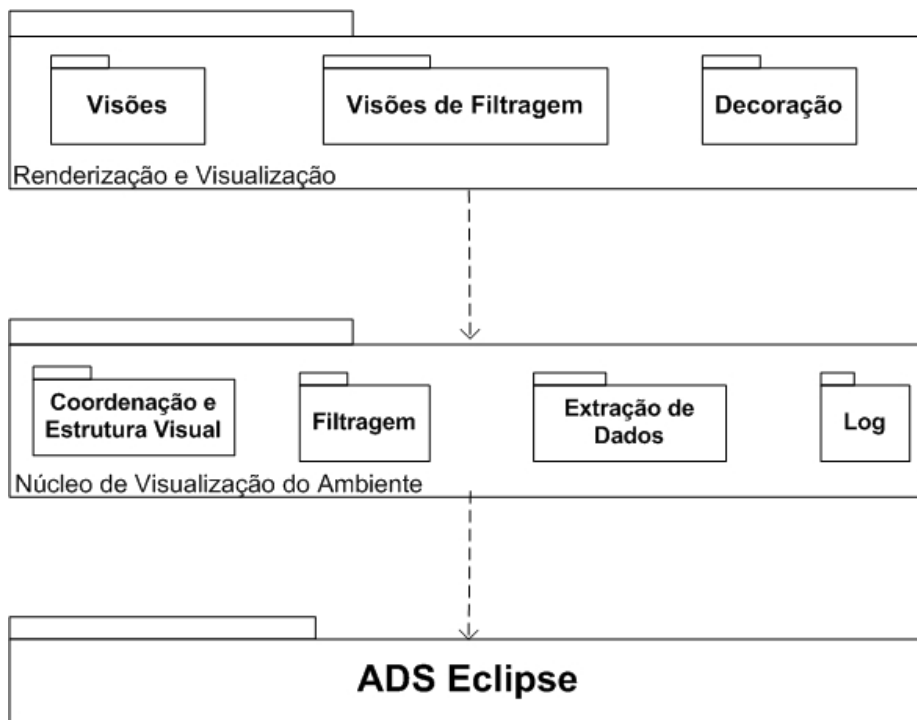 Visões
Visões de Filtragem
Decoração
Renderização e Visualização
Coordenação e
Estrutura Visual
Filtragem
Extração de
Dados
Log
Núcleo de Visualização do Ambiente
ADS Eclipse